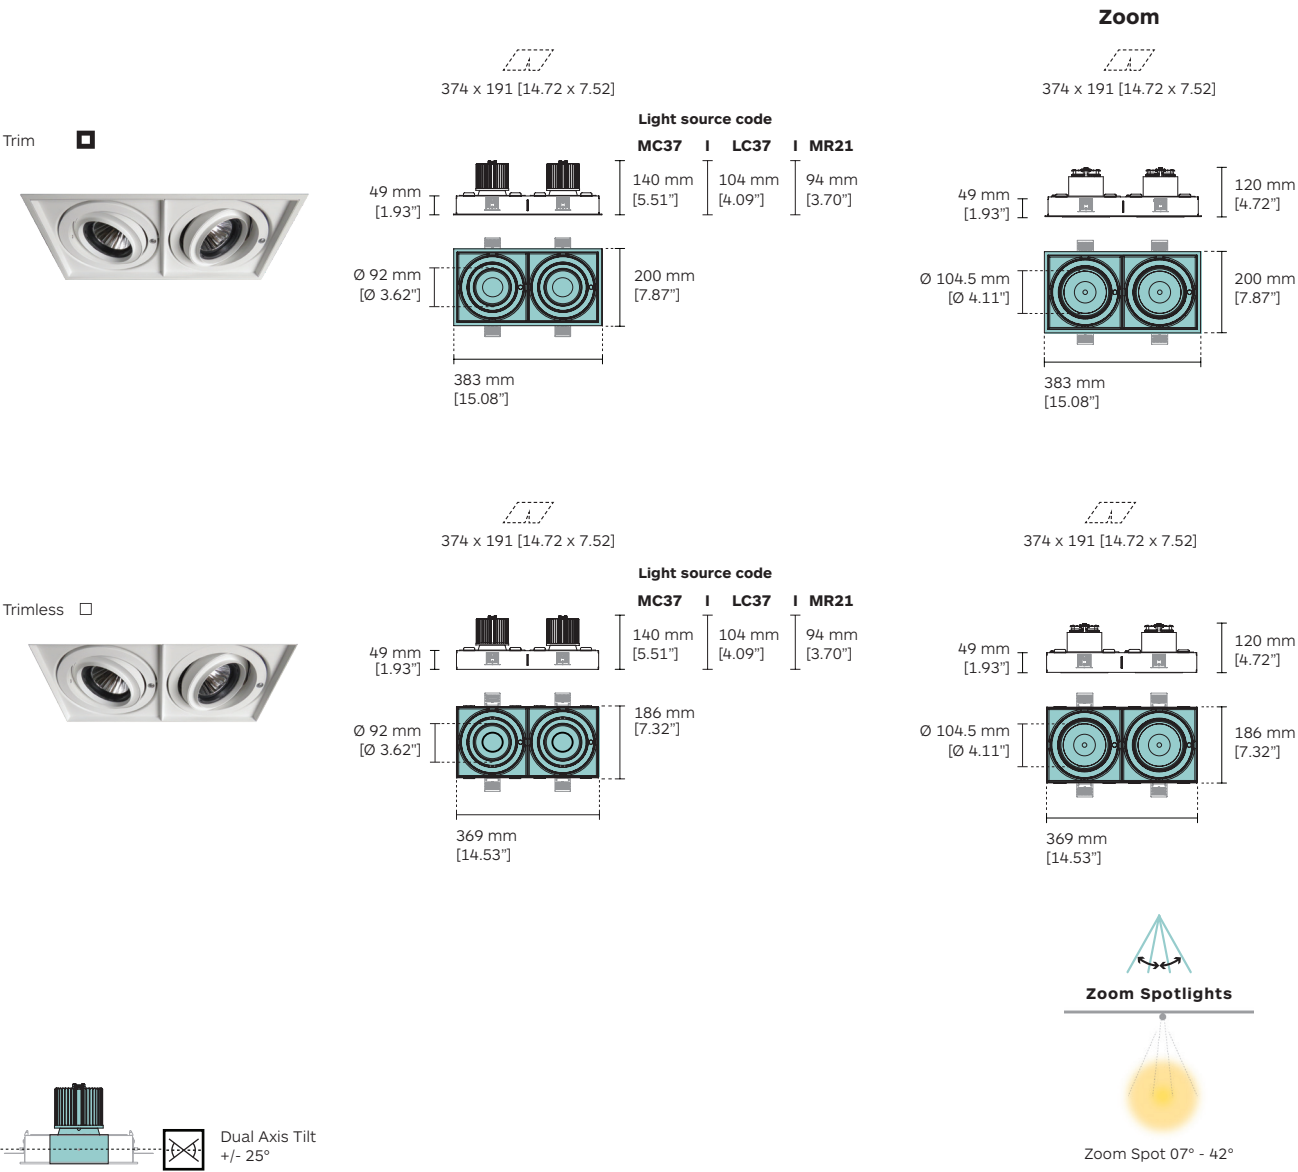 Zoom
374 x 191 [14.72 x 7.52]
374 x 191 [14.72 x 7.52]
Light source code
Trim
MC37 I LC37 I MR21
49 mm
[1.93”]
140 mm
[5.51”]
104 mm
[4.09”]
94 mm
[3.70”]
49 mm
[1.93”]
120 mm
[4.72”]
Ø 92 mm
[Ø 3.62”]
200 mm
[7.87”]
Ø 104.5 mm
[Ø 4.11”]
200 mm
[7.87”]
383 mm
[15.08”]
383 mm
[15.08”]
374 x 191 [14.72 x 7.52]
374 x 191 [14.72 x 7.52]
Light source code
Trimless
MC37 I LC37 I MR21
49 mm
[1.93”]
140 mm
[5.51”]
104 mm
[4.09”]
94 mm
[3.70”]
49 mm
[1.93”]
120 mm
[4.72”]
Ø 92 mm
[Ø 3.62”]
186 mm
[7.32”]
Ø 104.5 mm
[Ø 4.11”]
186 mm
[7.32”]
369 mm
[14.53”]
369 mm
[14.53”]
Zoom Spotlights
Dual Axis Tilt
+/- 25°
Zoom Spot 07° - 42°